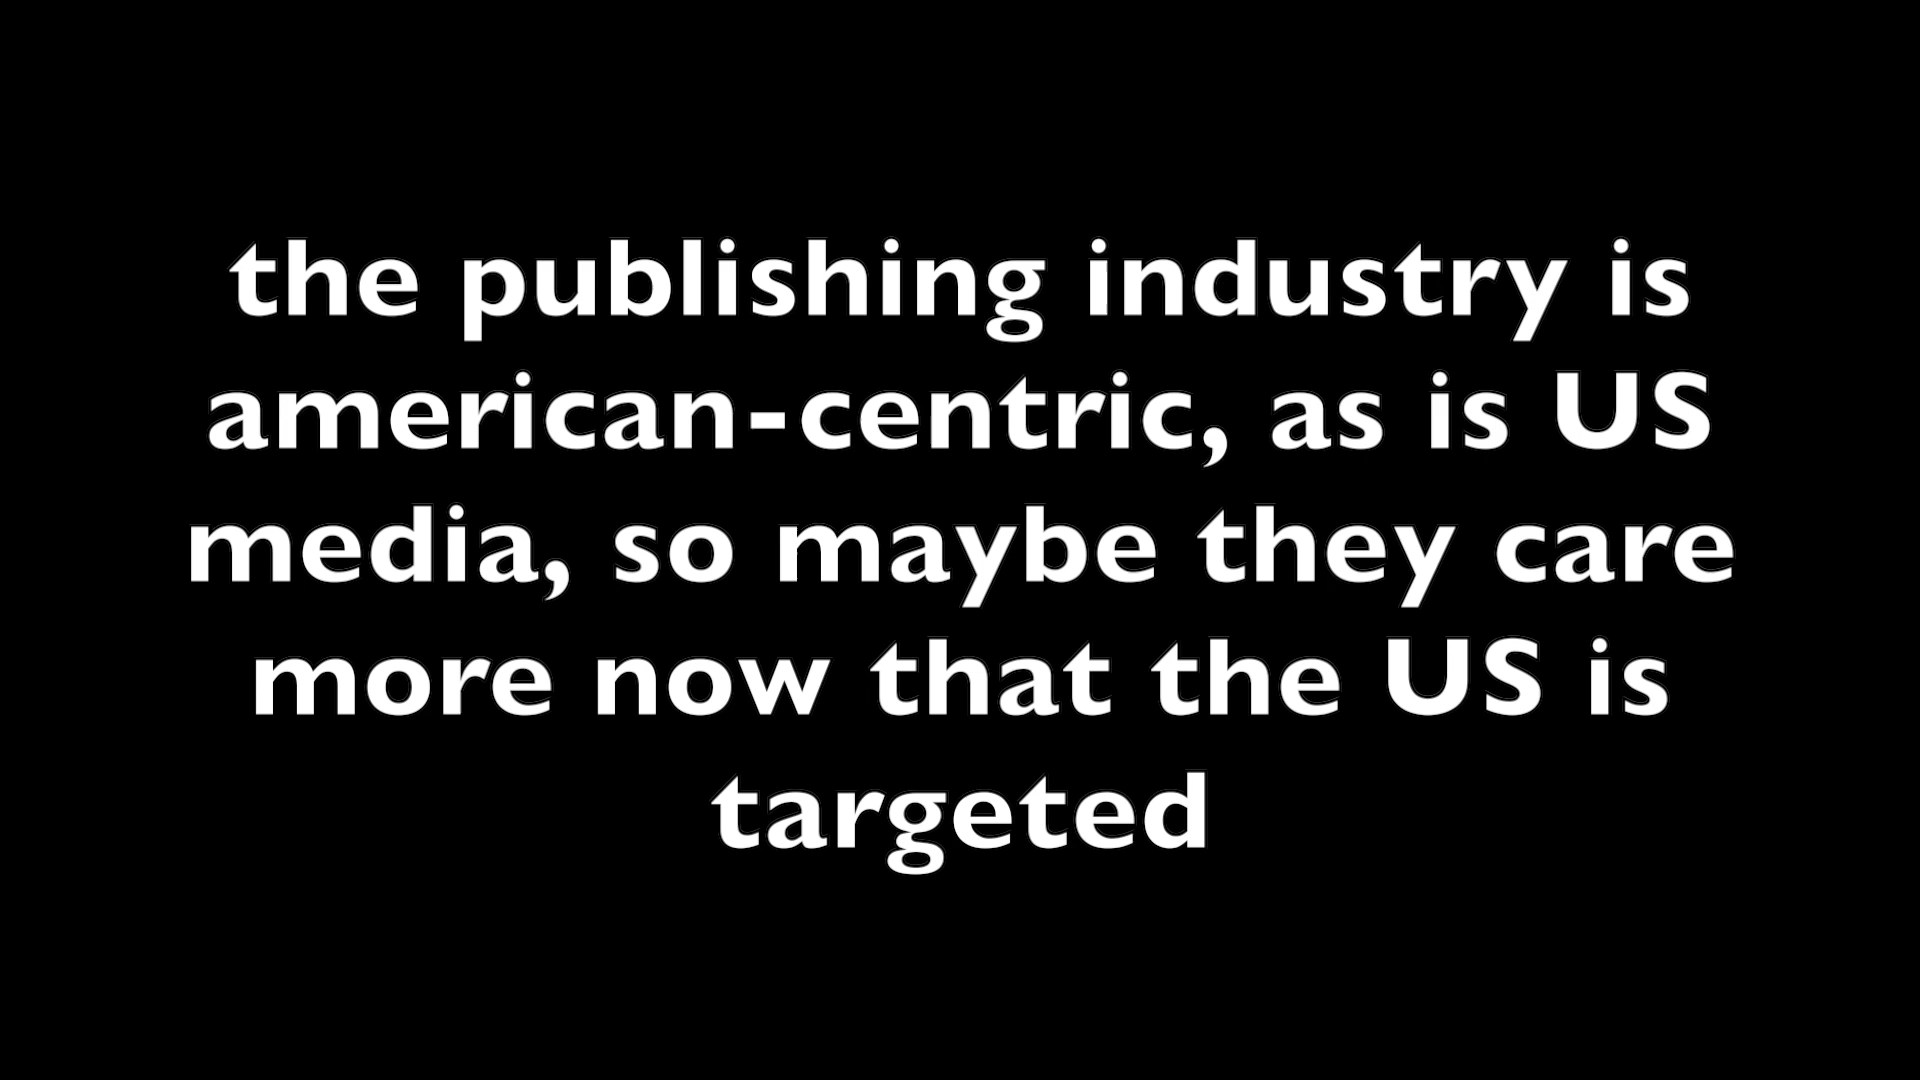 the publishing industry is
american-centric, as is US
media, so maybe they care
more now that the US is
targeted